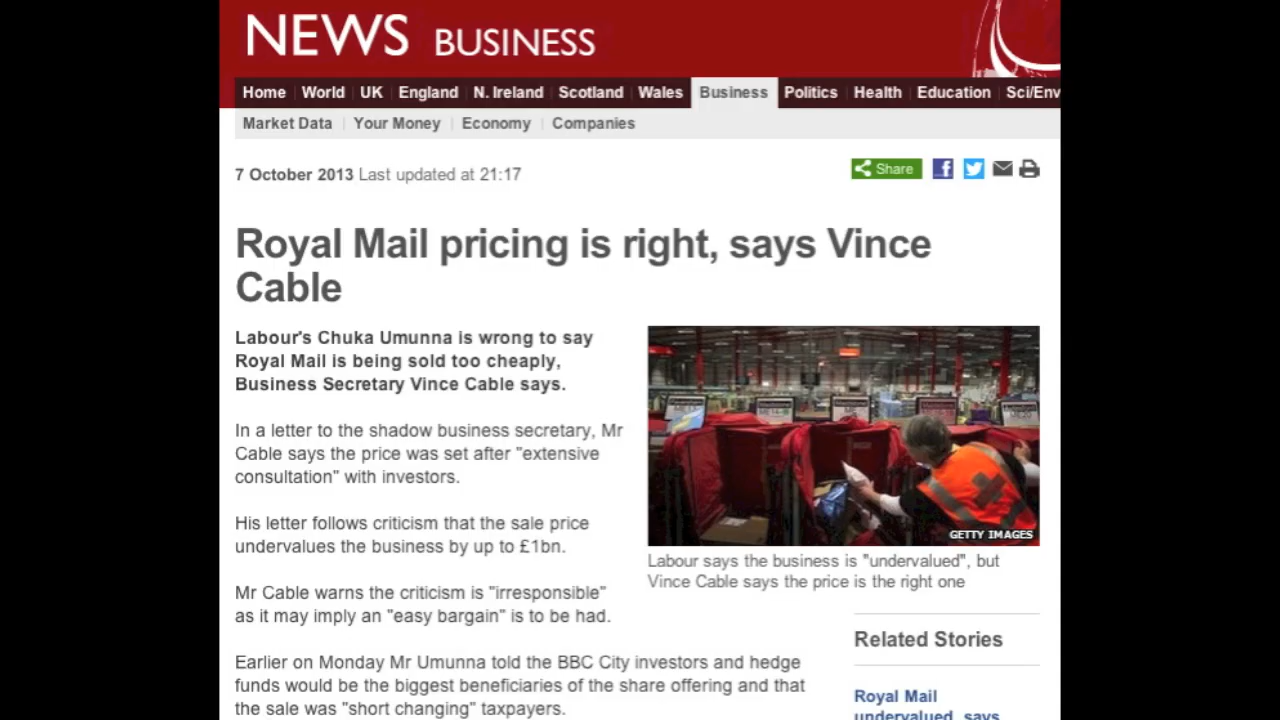 NEWS BUSINESS
Home World UK England N. Ireland Scotland Wales Business Politics Health Education Sci/Env
Market Data Your Money Economy Companies
7 October 2013 Last updated at 21:17
Share
Royal Mail pricing is right, says Vince
Cable
Labour's Chuka Umunna is wrong to say
Royal Mail is being sold too cheaply,
Business Secretary Vince Cable says.
In a letter to the shadow business secretary, Mr
Cable says the price was set after "extensive
consultation" with investors.
His letter follows criticism that the sale price
undervalues the business by up to £1bn.
Mr Cable warns the criticism is "irresponsible"
as it may imply an "easy bargain" is to be had.
Earlier on Monday Mr Umunna told the BBC City investors and hedge
funds would be the biggest beneficiaries of the share offering and that
the sale was "short changing" taxpayers.
GETTY IMAGES
Labour says the business is "undervalued", but
Vince Cable says the price is the right one
Related Stories
Royal Mail
undervalued, says